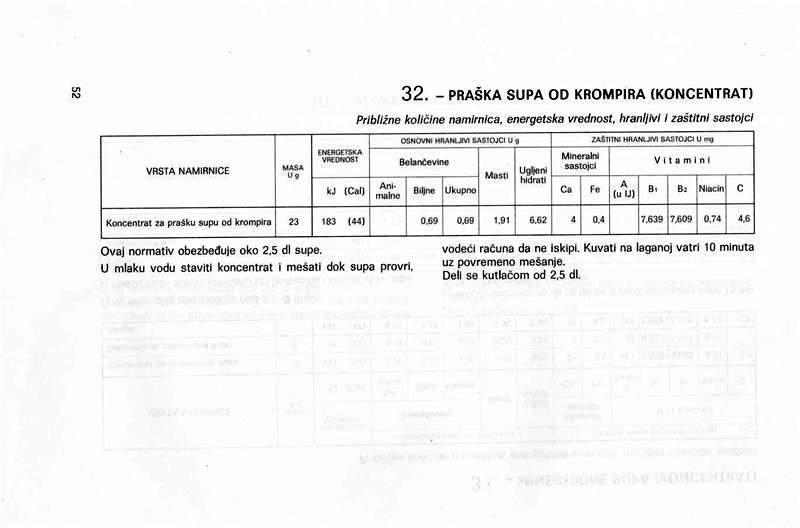 52
32. – PRAŠKA SUPA OD KROMPIRA (KONCENTRAT)
Približne količine namirnica, energetska vrednost, hranljivi i zaštitni sastojci
VRSTA NAMIRNICE
MASA
U g
ENERGETSKA
VREDNOST
kJ (Cal)
OSNOVNI HRANLJIVI SASTOJCI U g
Belančevine
Ani-
malne
Biljne
Ukupno
Masti
Ugljeni
hidrati
ZAŠTITNI HRANLJIVI SASTOJCI U mg
Mineralni
sastojci
Ca
Fe
Vitamini
A
(u IJ)
B1
B2
Niacin
C
Koncentrat za prašku supu od krompira 23 183 (44) 0,69 0,69 1,91 6,62 4 0,4 7,639 7,609 0,74 4,6
Ovaj normativ obezbeđuje oko 2,5 dl supe.
U mlaku vodu staviti koncentrat i mešati dok supa provri,
vodeći računa da ne iskipi. Kuvati na laganoj vatri 10 minuta
uz povremeno mešanje.
Deli se kutlačom od 2,5 dl.